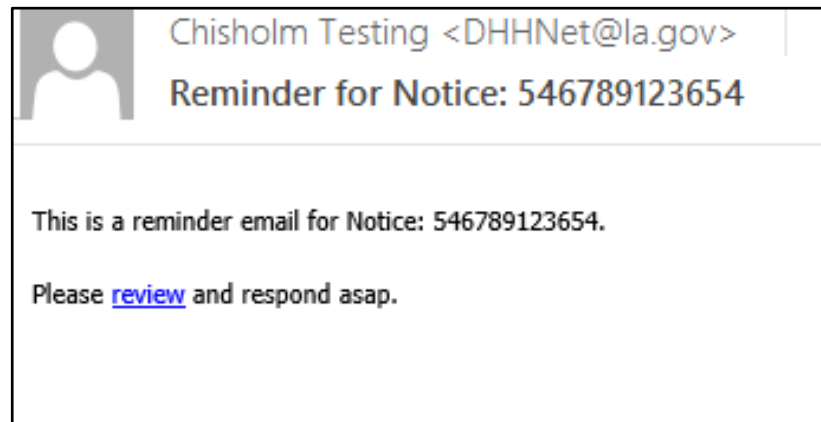 Chisholm Testing <DHHNet@la.gov>
Reminder for Notice: 546789123654
This is a reminder email for Notice: 546789123654.
Please review and respond asap.